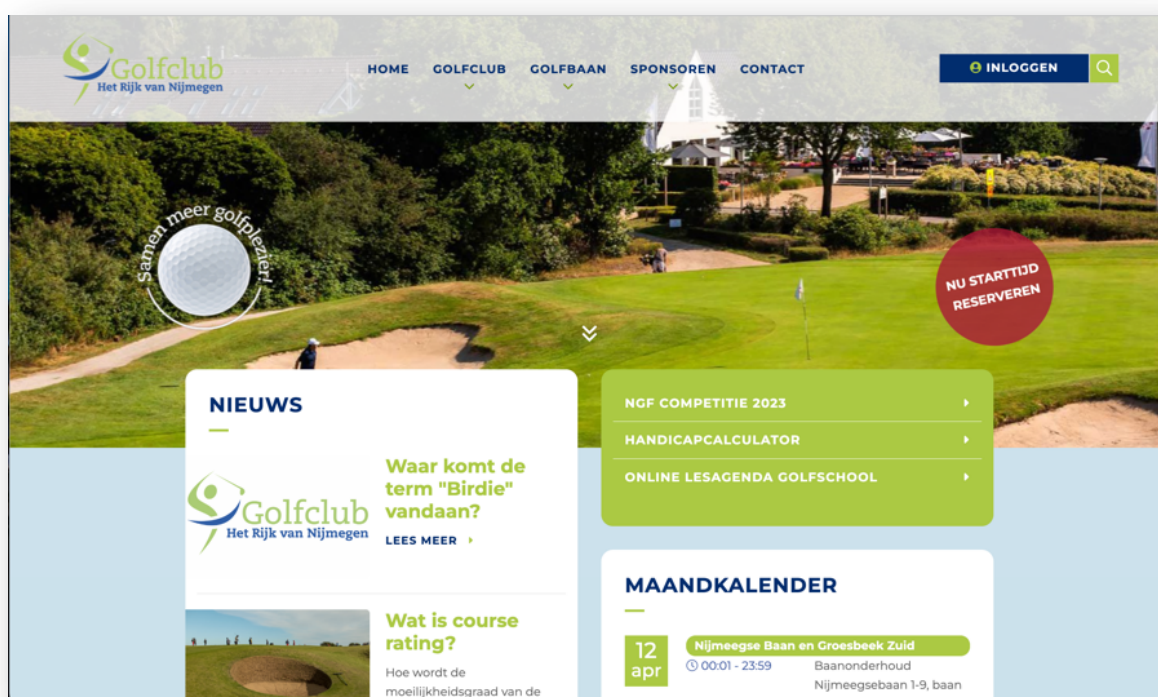 Golfclub
Het Rijk van Nijmegen
HOME GOLFCLUB GOLFBAAN SPONSOREN CONTACT
INLOGGEN
Samen meer golfplezier!
NU STARTTIJD
RESERVEREN
NIEUWS
Golfclub
Het Rijk van Nijmegen
Waar komt de
term "Birdie"
vandaan?
LEES MEER
Wat is course
rating?
Hoe wordt de
moeilijkheidsgraad van de
NGF COMPETITIE 2023
HANDICAPCALCULATOR
ONLINE LESAGENDA GOLFSCHOOL
MAANDKALENDER
12
apr
Nijmeegse Baan en Groesbeek Zuid
00:01 - 23:59
Baanonderhoud
Nijmeegsebaan 1-9, baan